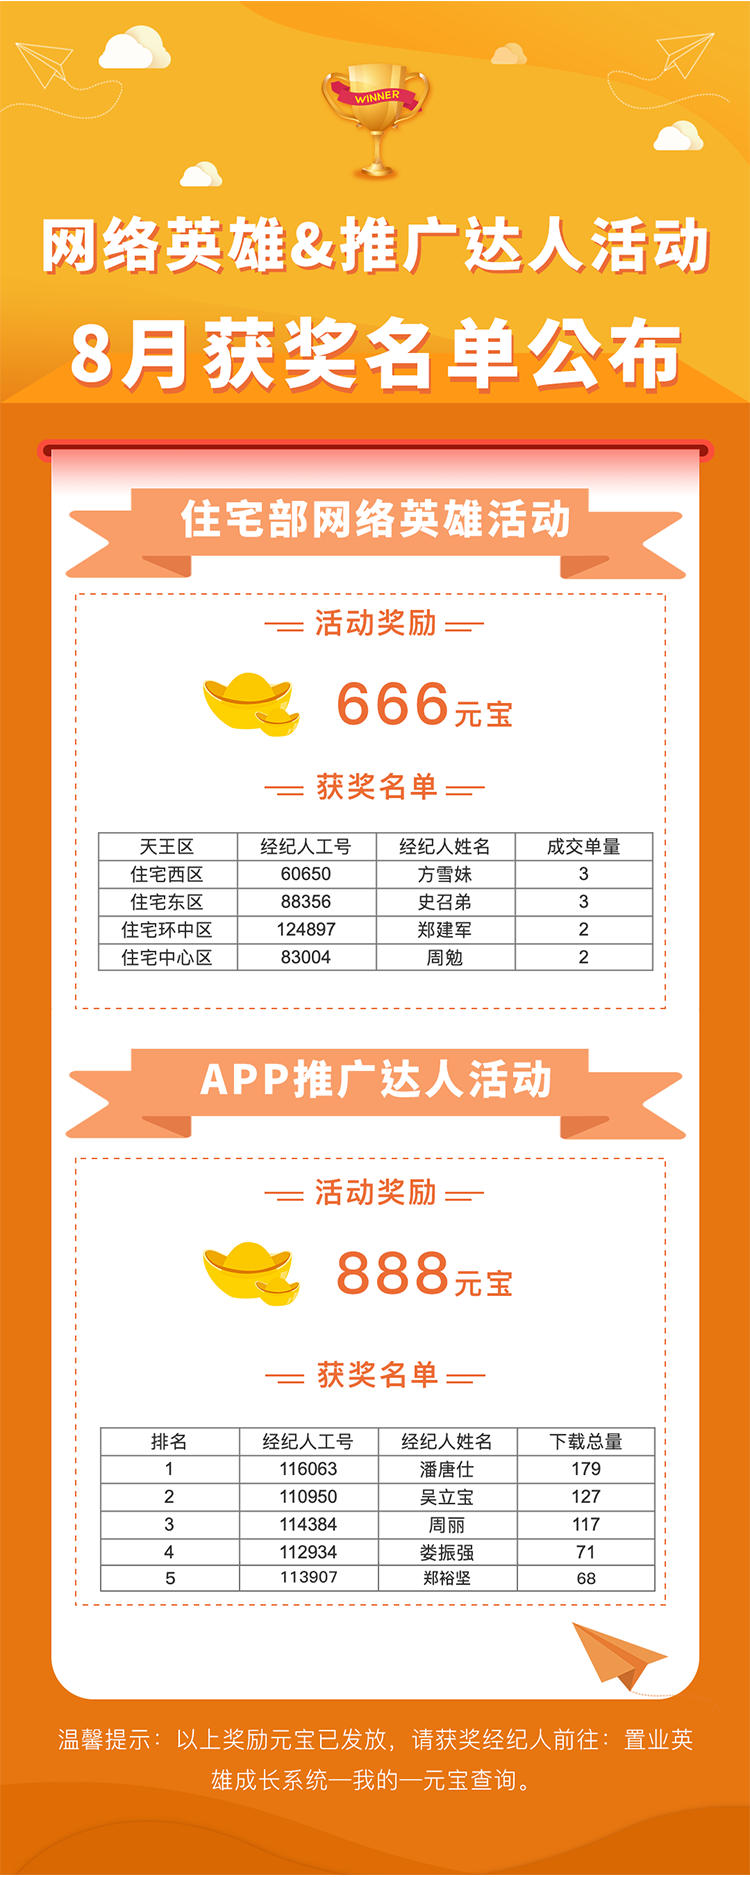 WINNER
网络英雄&推广达人活动
8月获奖名单公布
住宅部网络英雄活动
活动奖励
666元宝
获奖名单
天王区 经纪人工号 经纪人姓名 成交单量
住宅西区 60650 方雪妹 3
住宅东区 88356 史召弟 3
住宅环中区 124897 郑建军 2
住宅中心区 83004 周勉 2
APP推广达人活动
活动奖励
888元宝
获奖名单
排名 经纪人工号 经纪人姓名 下载总量
1 116063 潘唐仕 179
2 110950 吴立宝 127
3 114384 周丽 117
4 112934 娄振强 71
5 113907 郑裕坚 68
温馨提示：以上奖励元宝已发放，请获奖经纪人前往：置业英
雄成长系统—我的—元宝查询。